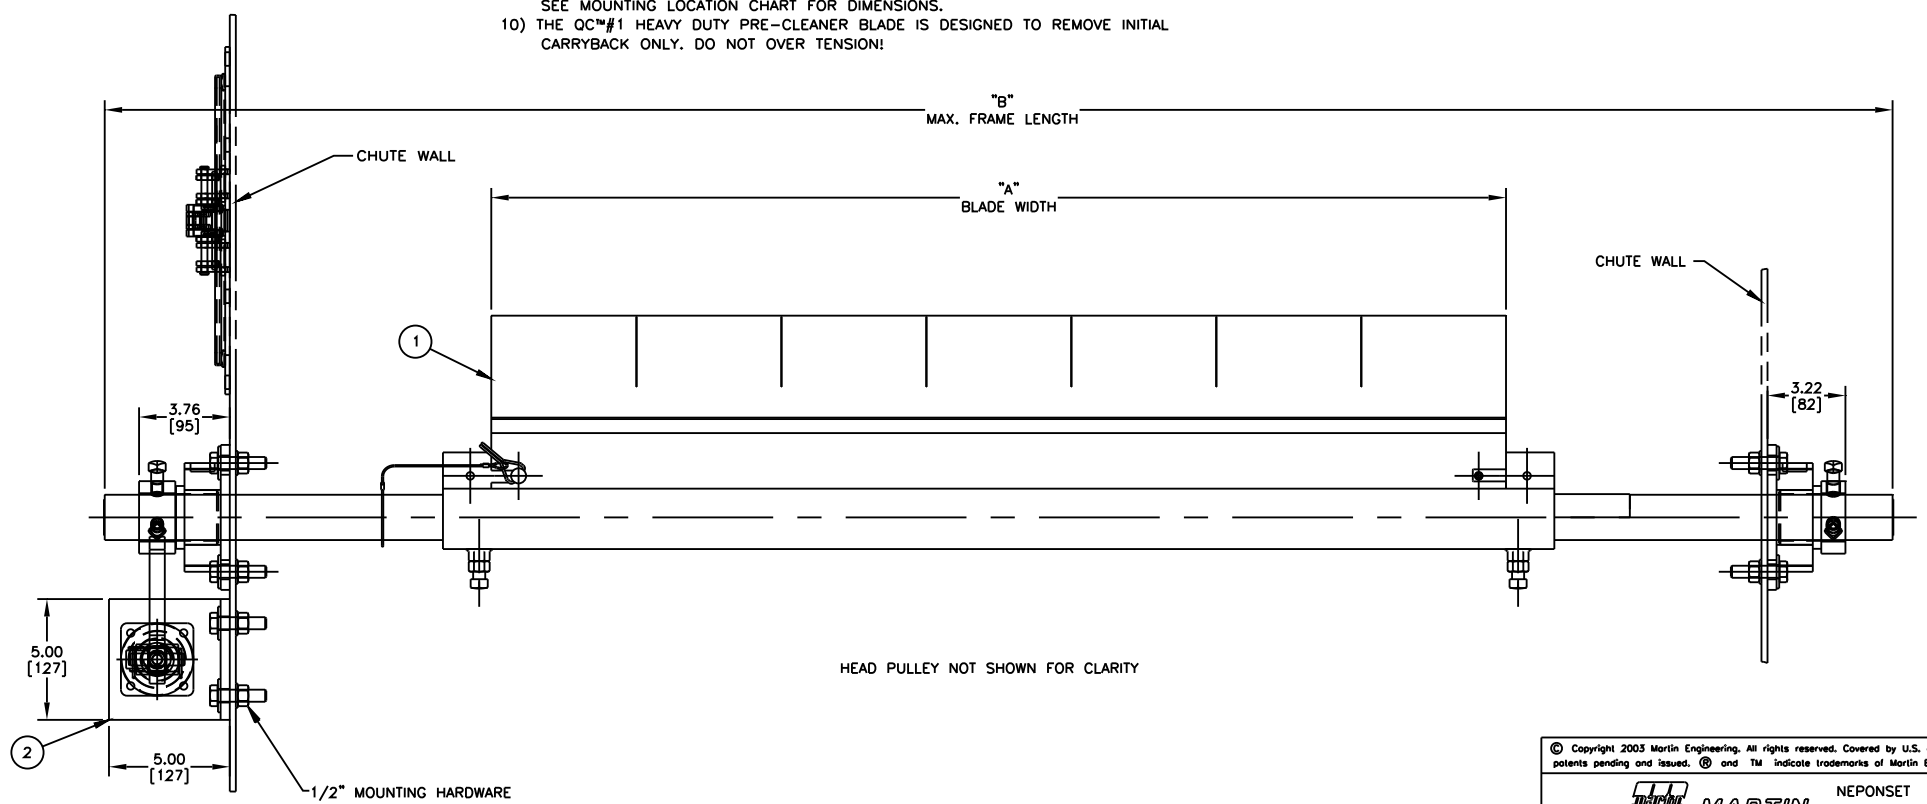 SEE MOUNTING LOCATION CHART FOR DIMENSIONS.
10) THE QC™#1 HEAVY DUTY PRE-CLEANER BLADE IS DESIGNED TO REMOVE INITIAL
CARRYBACK ONLY. DO NOT OVER TENSION!
"B"
MAX. FRAME LENGTH
CHUTE WALL
"A"
BLADE WIDTH
CHUTE WALL
1
3.76
[95]
3.22
[82]
5.00
[127]
HEAD PULLEY NOT SHOWN FOR CLARITY
2
5.00
[127]
1/2" MOUNTING HARDWARE
© Copyright 2003 Martin Engineering. All rights reserved. Covered by U.S.
patents pending and issued. ® and TM indicate trademarks of Martin
martin
MARTIN
NEPONSET